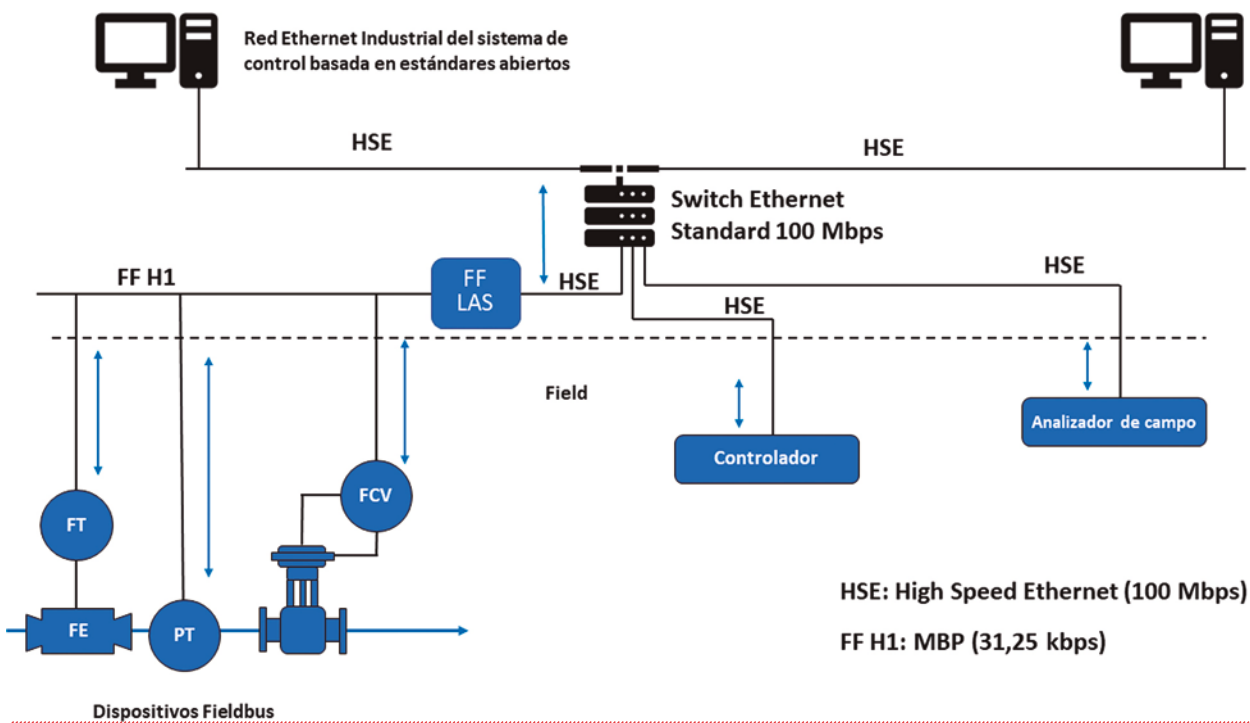 Red Ethernet Industrial del sistema de
control basada en estándares abiertos
HSE
HSE
Switch Ethernet
Standard 100 Mbps
FF H1
FF
LAS
HSE
HSE
HSE
Field
Analizador de campo
Controlador
FCV
FT
FE
PT
HSE: High Speed Ethernet (100 Mbps)
FF H1: MBP (31,25 kbps)
Dispositivos Fieldbus